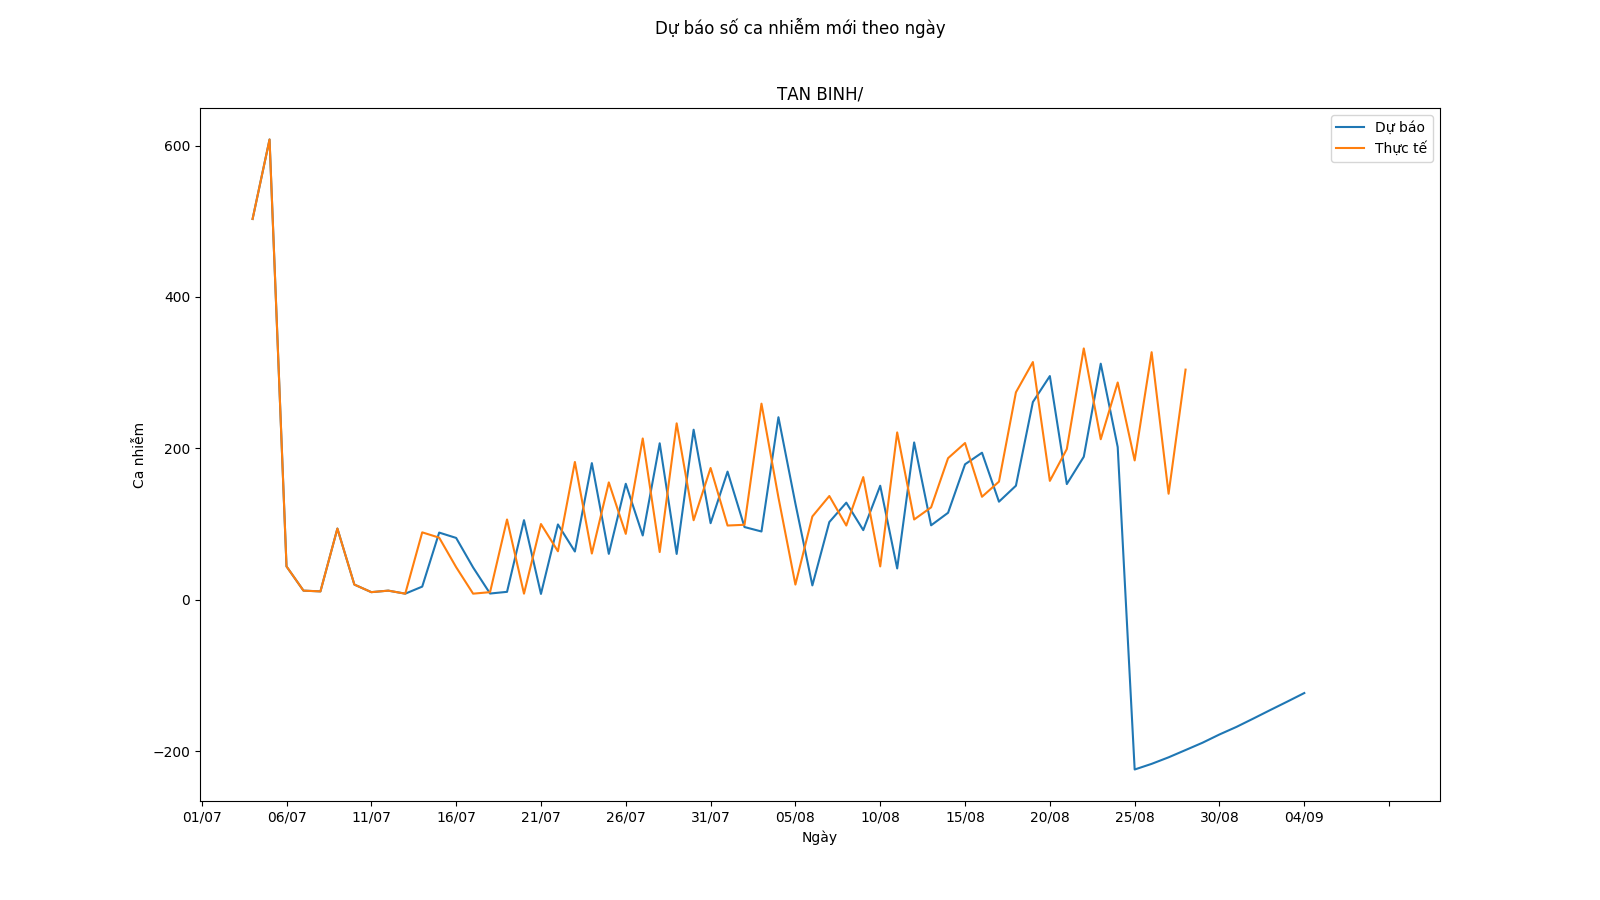 Dự báo số ca nhiễm mới theo ngày
TAN BINH/
Dự báo
Thực tế
600
400
200
0
−200
Ca nhiễm
01/07 06/07 11/07 16/07 21/07 26/07 31/07 05/08 10/08 15/08 20/08 25/08 30/08 04/09
Ngày